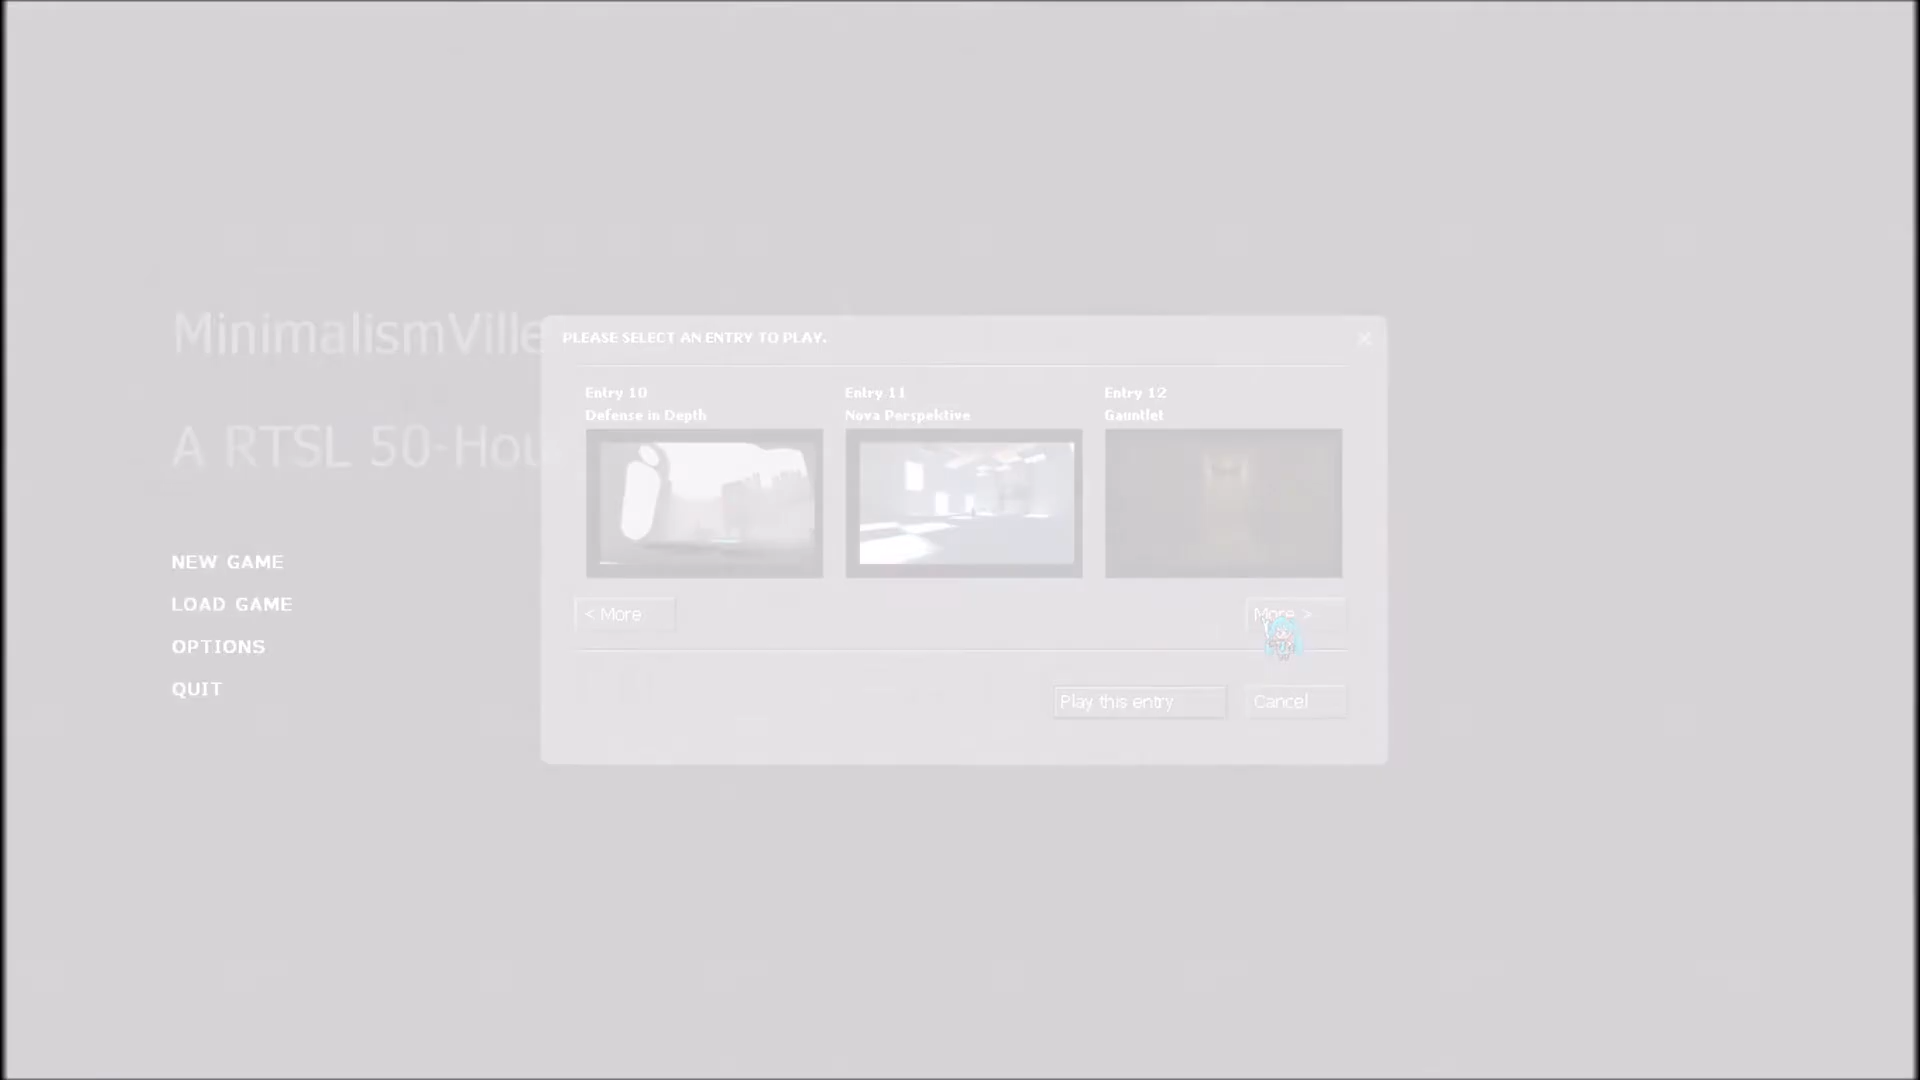 MinimalismVille
A RTSL 50-Hou
NEW GAME
LOAD GAME
OPTIONS
QUIT
PLEASE SELECT AN ENTRY TO PLAY.
Entry 10
Defense in Depth
Entry 11
Nova Perspektive
Entry 12
Gauntlet
< More
More >
Play this entry
Cancel